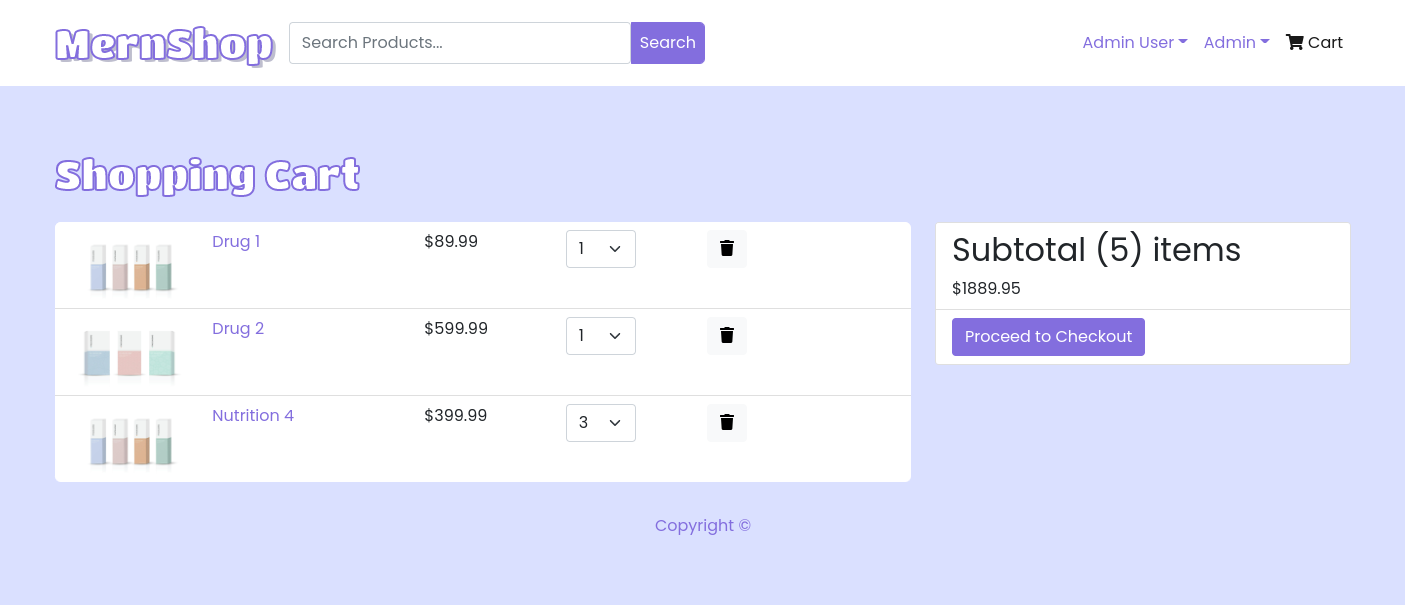 MernShop Search Products... Search Admin User Admin Cart
Shopping Cart
Drug 1 $89.99 1
Drug 2 $599.99 1
Nutrition 4 $399.99 3
Subtotal (5) items
$1889.95
Proceed to Checkout
Copyright ©